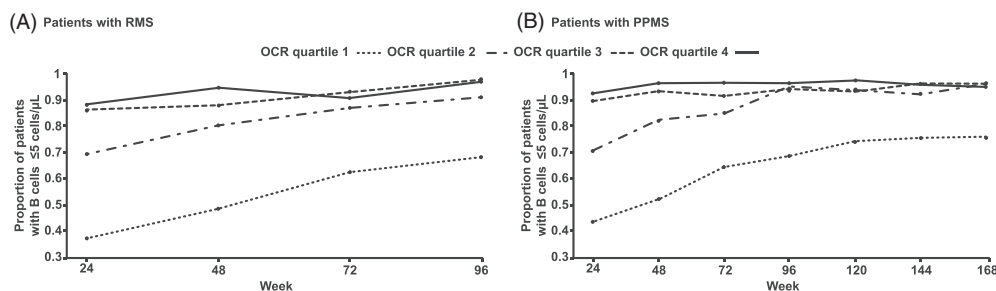 (A) Patients with RMS
(B) Patients with PPMS
OCR quartile 1 OCR quartile 2 OCR quartile 3 OCR quartile 4
Proportion of patients
with B cells ≤5 cells/µL
1
0.9
0.8
0.7
0.6
0.5
0.4
0.3
24 48 72 96
Week
Proportion of patients
with B cells ≤5 cells/µL
1
0.9
0.8
0.7
0.6
0.5
0.4
0.3
24 48 72 96 120 144 168
Week